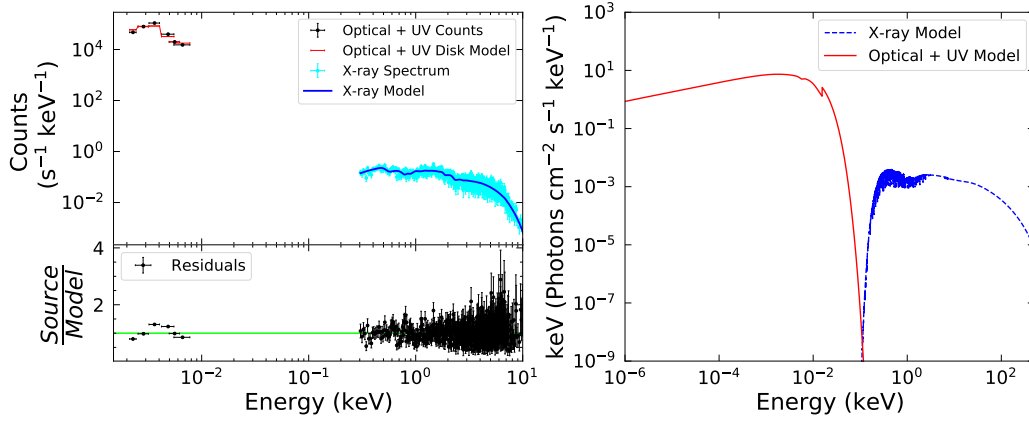 Counts
(s⁻¹ keV⁻¹)
10⁴
10²
10⁰
10⁻²
Optical + UV Counts
Optical + UV Disk Model
X-ray Spectrum
X-ray Model
Source
Model
4
2
Residuals
10⁻²
10⁻¹
10⁰
10¹
Energy (keV)
keV (Photons cm⁻² s⁻¹ keV⁻¹)
10³
10¹
10⁻¹
10⁻³
10⁻⁵
10⁻⁷
10⁻⁹
X-ray Model
Optical + UV Model
10⁻⁶
10⁻⁴
10⁻²
10⁰
10²
Energy (keV)